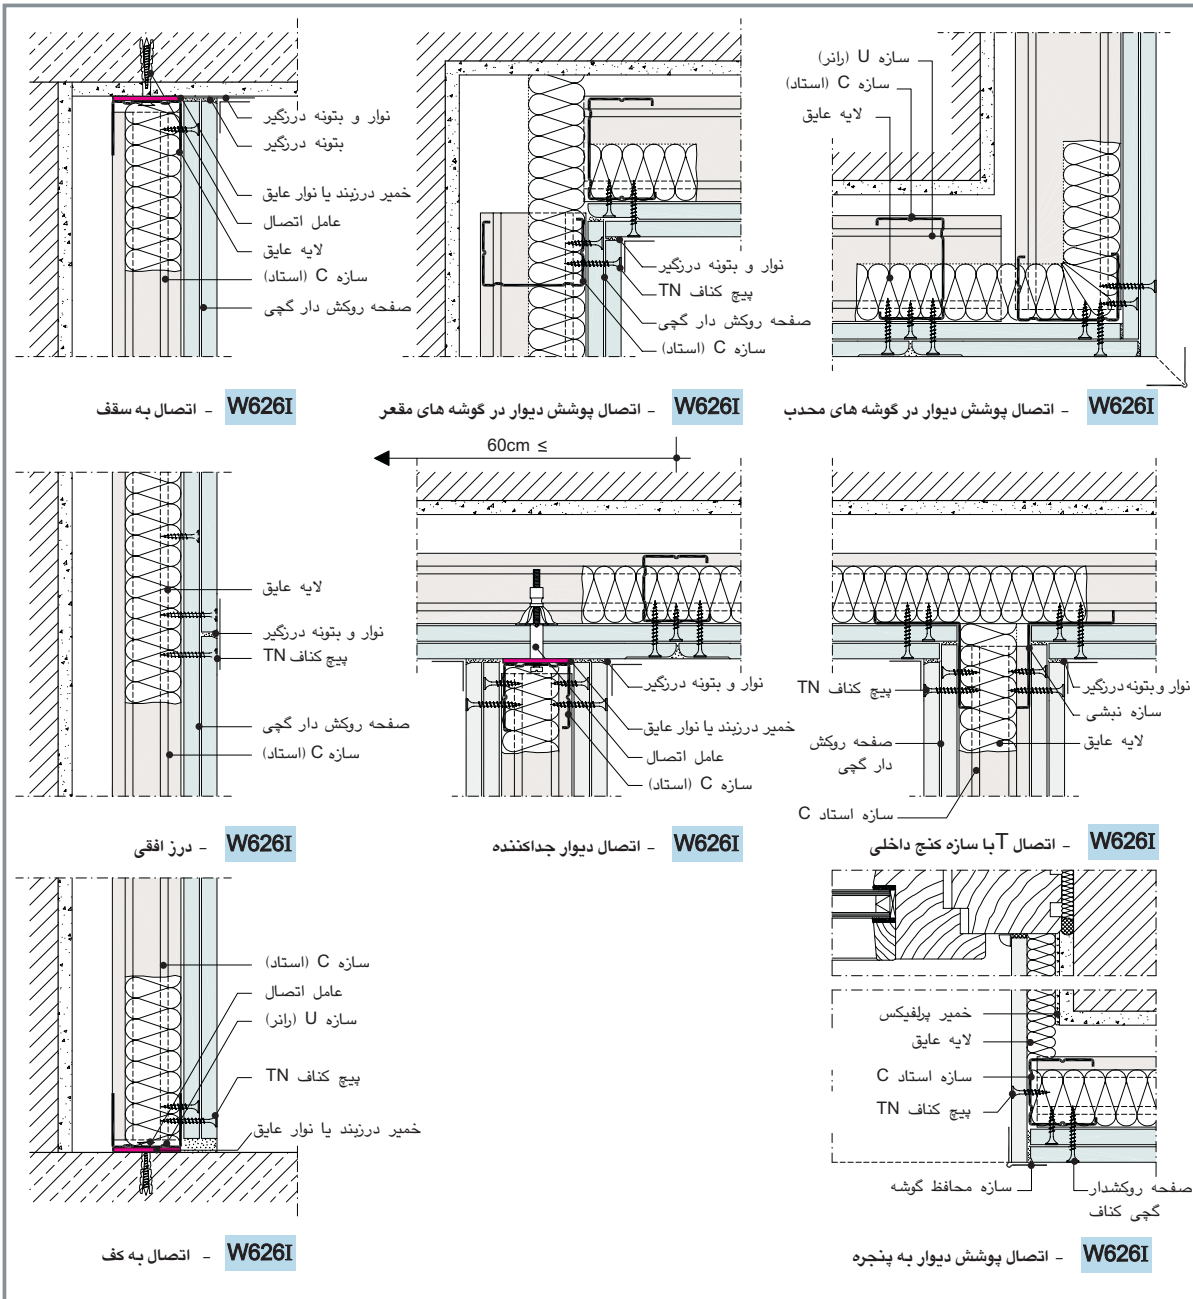 نوار و بتونه درزگیر
بتونه درزگیر
خمیر درزبند یا نوار عایق
عامل اتصال
لایه عایق
سازه C (استاد)
صفحه روکش دار گچی
W626I - اتصال به سقف
نوار و بتونه درزگیر
پیچ کناف TN
صفحه روکش دار گچی
سازه C (استاد)
W626I - اتصال پوشش دیوار در گوشه های مقعر
سازه U (رانر)
سازه C (استاد)
لایه عایق
W626I - اتصال پوشش دیوار در گوشه های محدب
لایه عایق
نوار و بتونه درزگیر
پیچ کناف TN
صفحه روکش دار گچی
سازه C (استاد)
W626I - درز افقی
60cm ≥
نوار و بتونه درزگیر
خمیر درزبند یا نوار عایق
عامل اتصال
سازه C (استاد)
W626I - اتصال دیوار جداکننده
نوار و بتونه درزگیر
سازه نبشی
لایه عایق
پیچ کناف TN
صفحه روکش
دار گچی
سازه استاد C
W626I - اتصال T با سازه کنج داخلی
سازه C (استاد)
عامل اتصال
سازه U (رانر)
پیچ کناف TN
خمیر درزبند یا نوار عایق
W626I - اتصال به کف
خمیر پرلفیکس
لایه عایق
سازه استاد C
پیچ کناف TN
سازه محافظ گوشه
صفحه روکشدار
گچی کناف
W626I - اتصال پوشش دیوار به پنجره